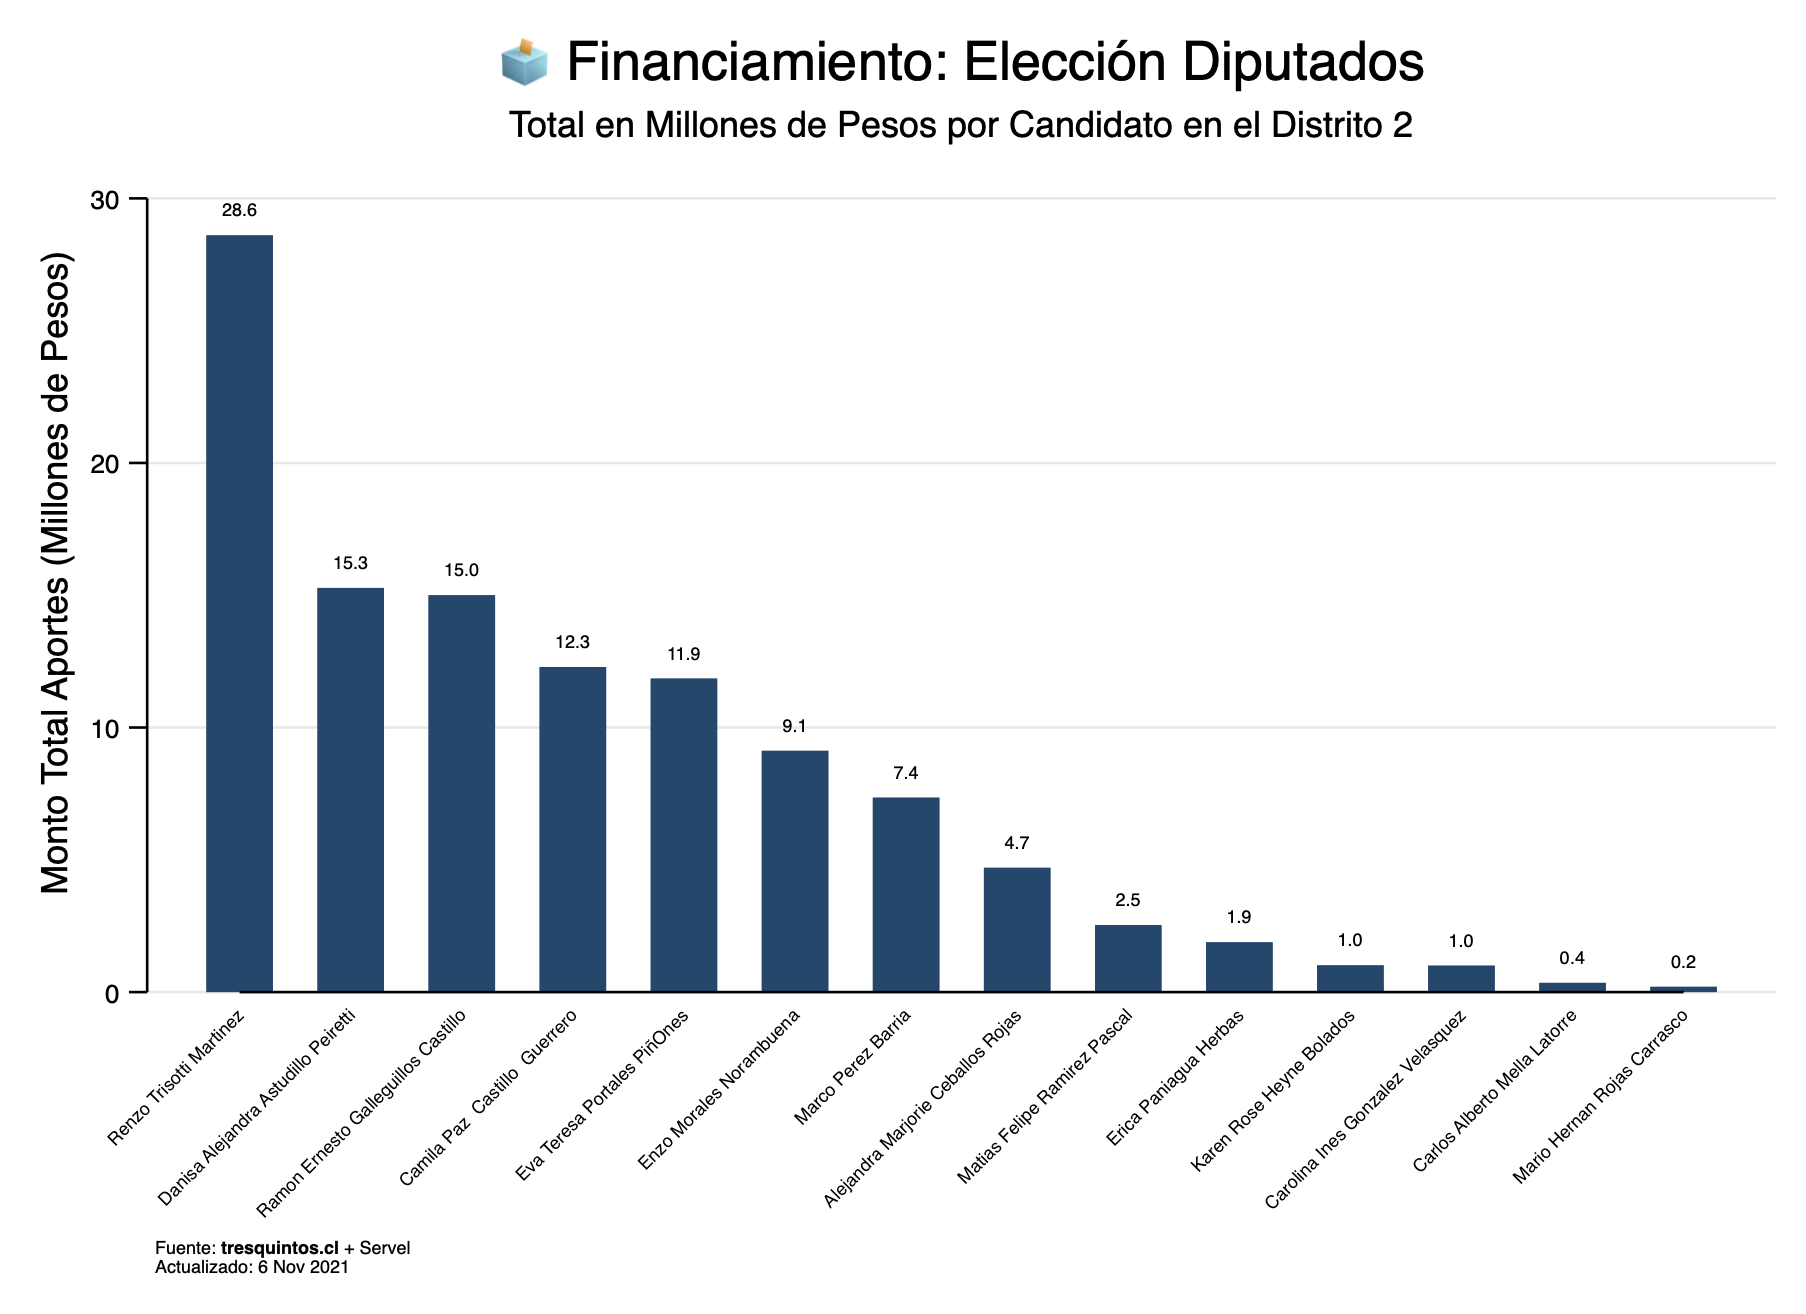 Financiamiento: Elección Diputados
Total en Millones de Pesos por Candidato en el Distrito 2
Monto Total Aportes (Millones de Pesos)
30
20
10
0
28.6
15.3
15.0
12.3
11.9
9.1
7.4
4.7
2.5
1.9
1.0
1.0
0.4
0.2
Renzo Trisotti Martinez
Danisa Alejandra Astudillo Peiretti
Ramon Ernesto Galleguillos Castillo
Camila Paz  Castillo  Guerrero
Eva Teresa Portales PiñOnes
Enzo Morales Norambuena
Marco Perez Barria
Alejandra Marjorie Ceballos Rojas
Matias Felipe Ramirez Pascal
Erica Paniagua Herbas
Karen Rose Heyne Bolados
Carolina Ines Gonzalez Velasquez
Carlos Alberto Mella Latorre
Mario Hernan Rojas Carrasco
Fuente: tresquintos.cl + Servel
Actualizado: 6 Nov 2021